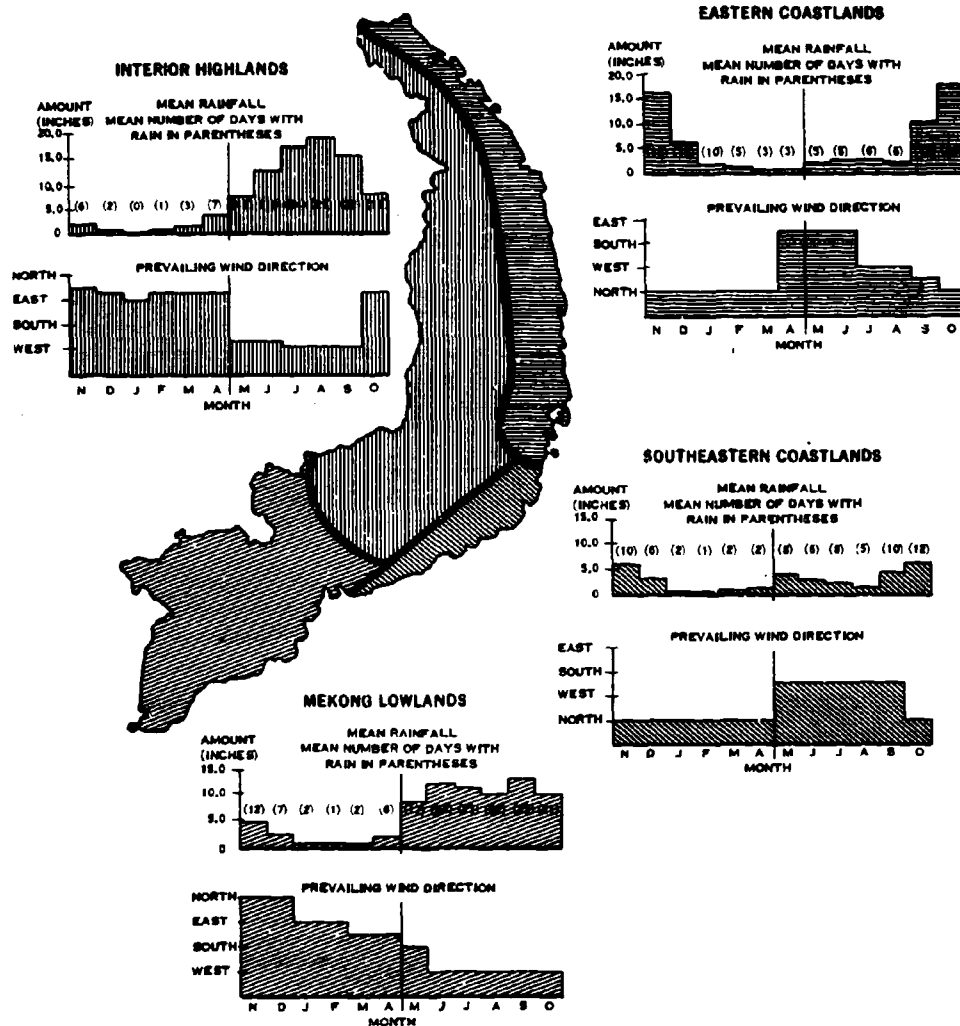 INTERIOR HIGHLANDS
AMOUNT
(INCHES)
MEAN RAINFALL
MEAN NUMBER OF DAYS WITH
RAIN IN PARENTHESES
20.0
15.0
10.0
5.0
0
(6) (2) (0) (1) (3) (7)
PREVAILING WIND DIRECTION
NORTH
EAST
SOUTH
WEST
N D J F M A M J J A S O
MONTH
EASTERN COASTLANDS
AMOUNT
(INCHES)
MEAN RAINFALL
MEAN NUMBER OF DAYS WITH
RAIN IN PARENTHESES
20.0
15.0
10.0
5.0
0
(10) (5) (3) (3) (5) (5) (6)
PREVAILING WIND DIRECTION
EAST
SOUTH
WEST
NORTH
N D J F M A M J J A S O
MONTH
SOUTHEASTERN COASTLANDS
AMOUNT
(INCHES)
MEAN RAINFALL
MEAN NUMBER OF DAYS WITH
RAIN IN PARENTHESES
15.0
10.0
5.0
0
(10) (6) (2) (1) (2) (2) (5) (10) (12)
PREVAILING WIND DIRECTION
EAST
SOUTH
WEST
NORTH
N D J F M A M J J A S O
MONTH
MEKONG LOWLANDS
AMOUNT
(INCHES)
MEAN RAINFALL
MEAN NUMBER OF DAYS WITH
RAIN IN PARENTHESES
15.0
10.0
5.0
0
(12) (7) (2) (1) (2) (6)
PREVAILING WIND DIRECTION
NORTH
EAST
SOUTH
WEST
N D J F M A M J J A S O
MONTH